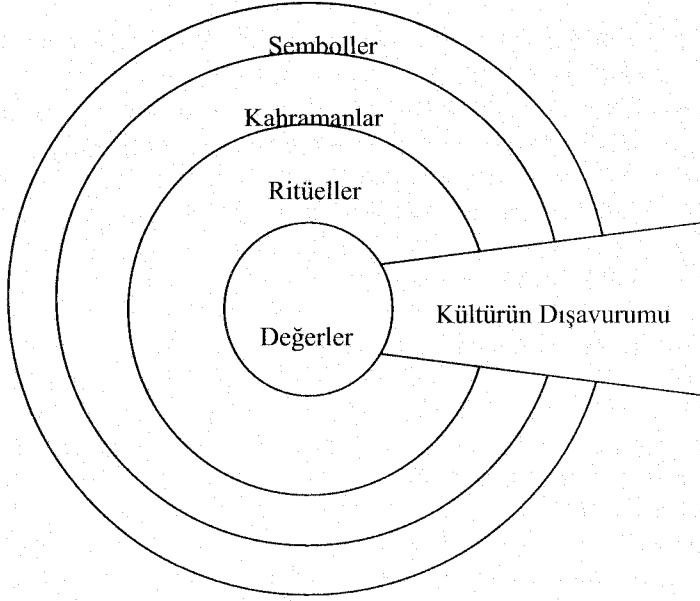 Semboller
Kahramanlar
Ritüeller
Değerler
Kültürün Dışavurumu